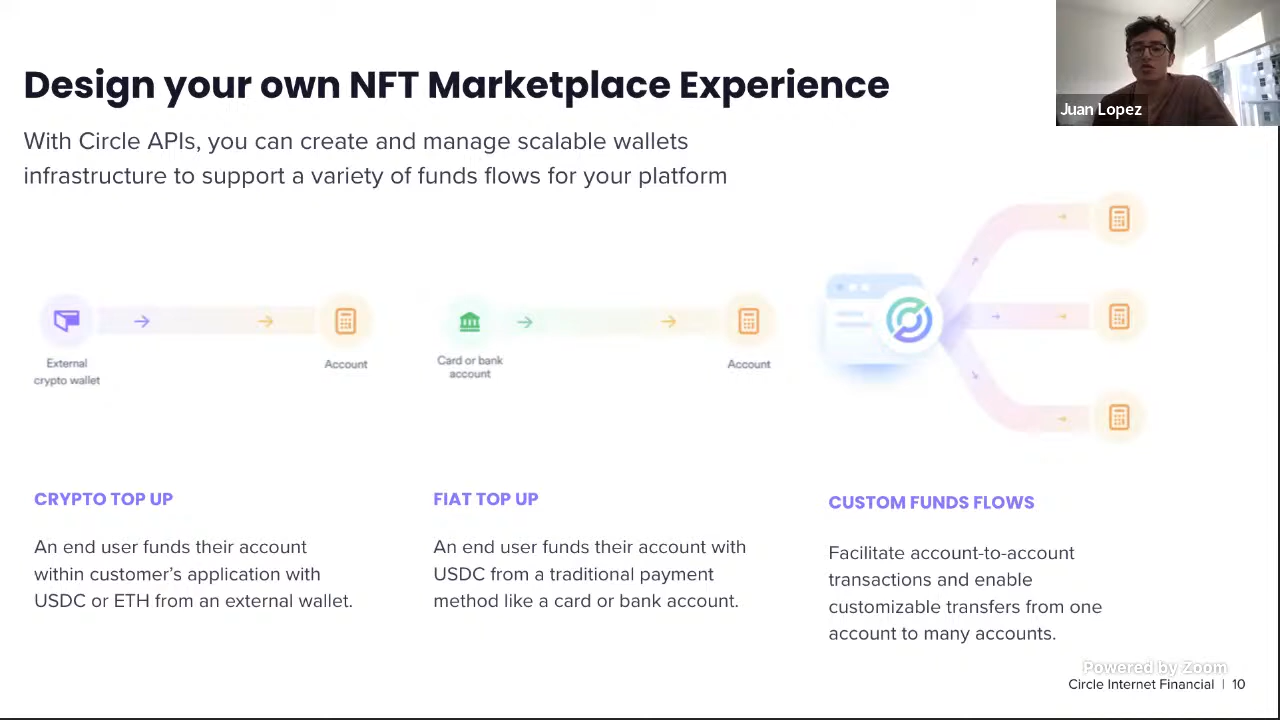 Design your own NFT Marketplace Experience
Juan Lopez
With Circle APIs, you can create and manage scalable wallets
infrastructure to support a variety of funds flows for your platform
External
crypto wallet
Account
Card or bank
account
Account
CRYPTO TOP UP
An end user funds their account
within customer’s application with
USDC or ETH from an external wallet.
FIAT TOP UP
An end user funds their account with
USDC from a traditional payment
method like a card or bank account.
CUSTOM FUNDS FLOWS
Facilitate account-to-account
transactions and enable
customizable transfers from one
account to many accounts.
Powered by Zoom
Circle Internet Financial | 10